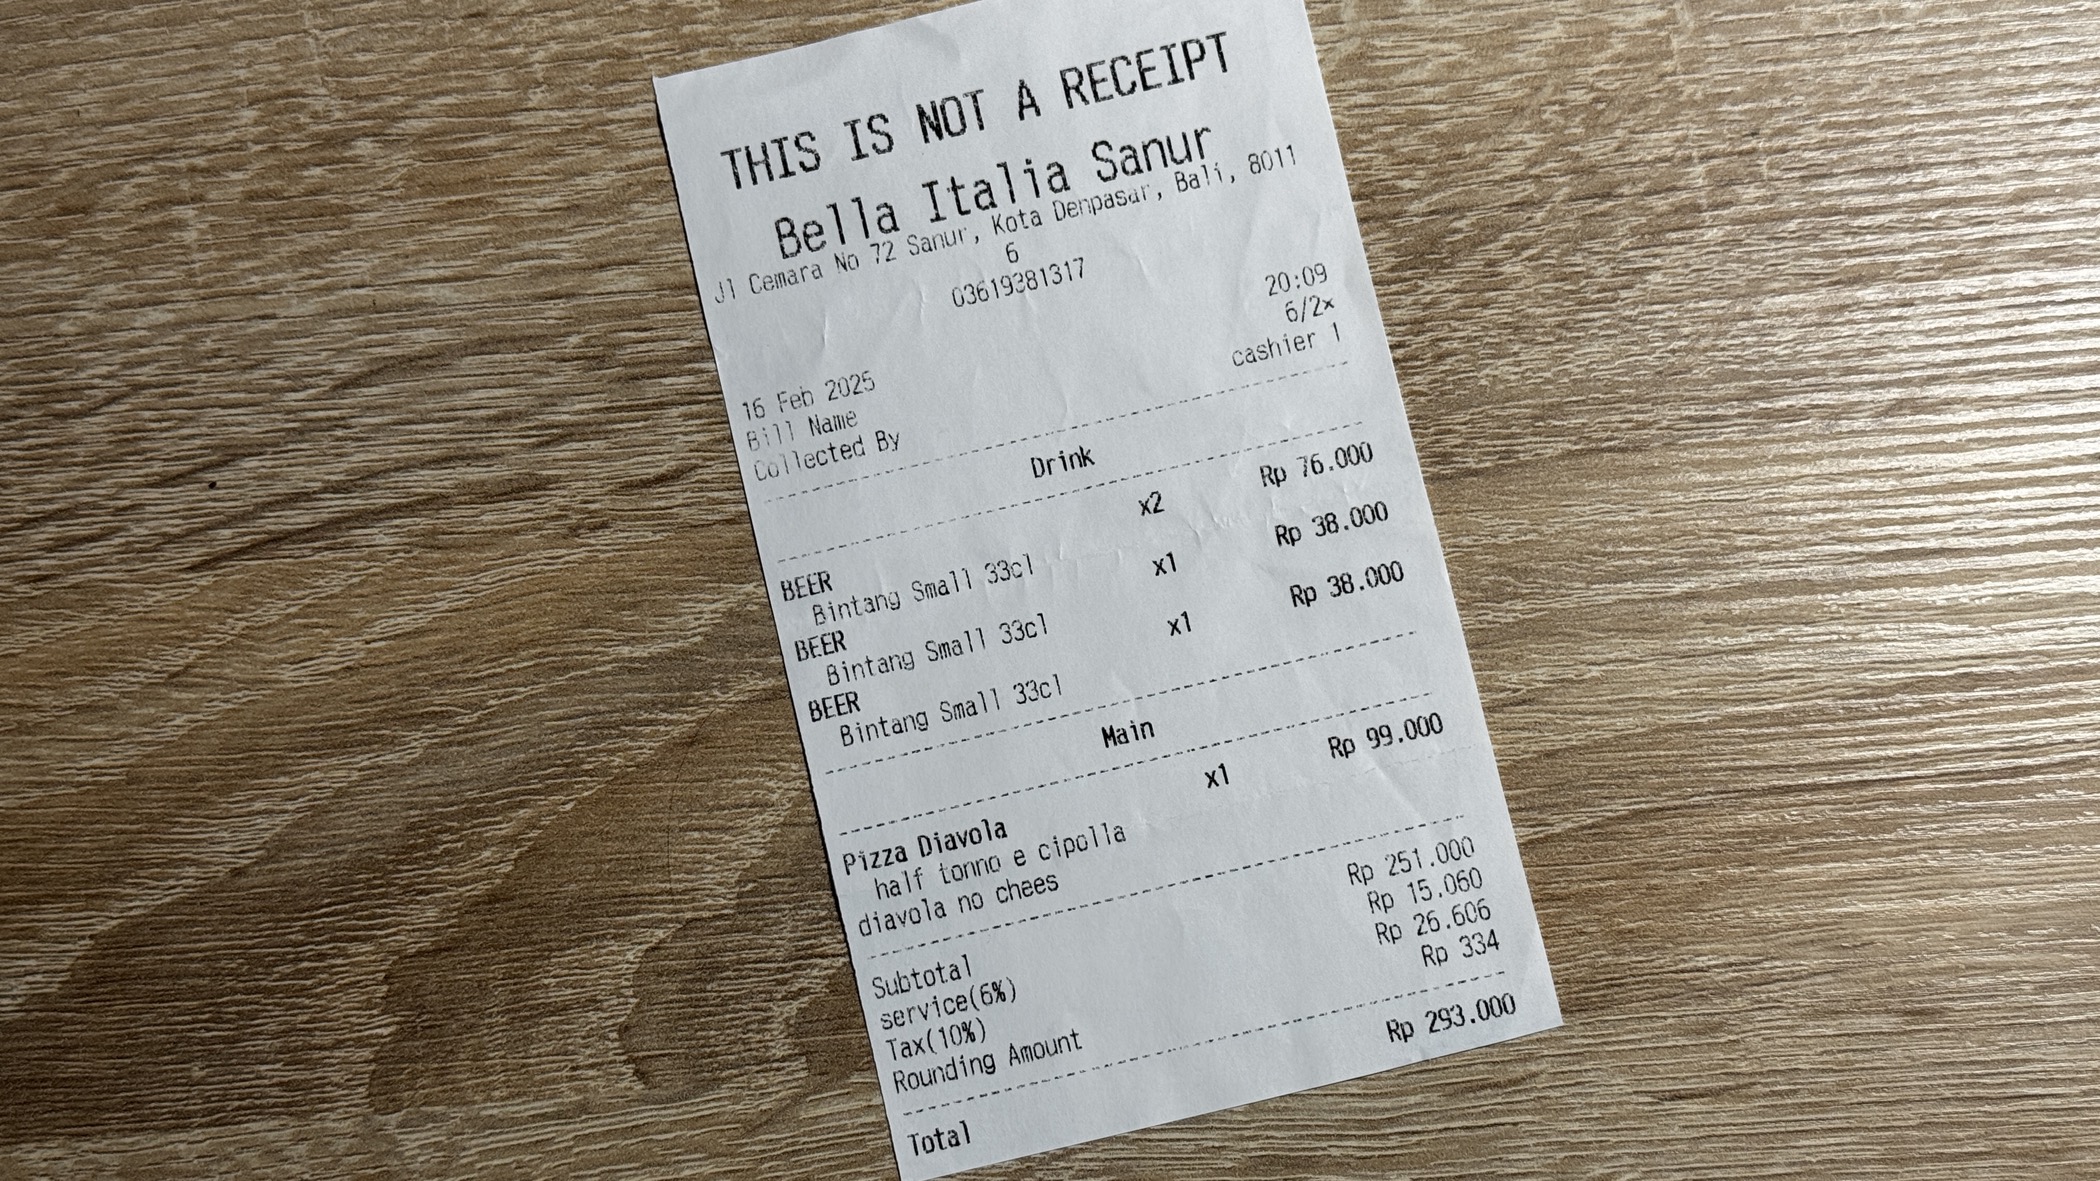 THIS IS NOT A RECEIPT
Bella Italia Sanur
Jl Cemara No 72 Sanur, Kota Denpasar, Bali, 8011
6
03619381317
16 Feb 2025 20:09
Bill Name 6/2×
Collected By cashier 1
Drink
BEER x2 Rp 76.000
Bintang Small 33cl
BEER x1 Rp 38.000
Bintang Small 33cl
BEER x1 Rp 38.000
Bintang Small 33cl
Main
Pizza Diavola x1 Rp 99.000
half tonno e cipolla
diavola no chees
Subtotal Rp 251.000
service(6%) Rp 15.060
Tax(10%) Rp 26.606
Rounding Amount Rp 334
Total Rp 293.000